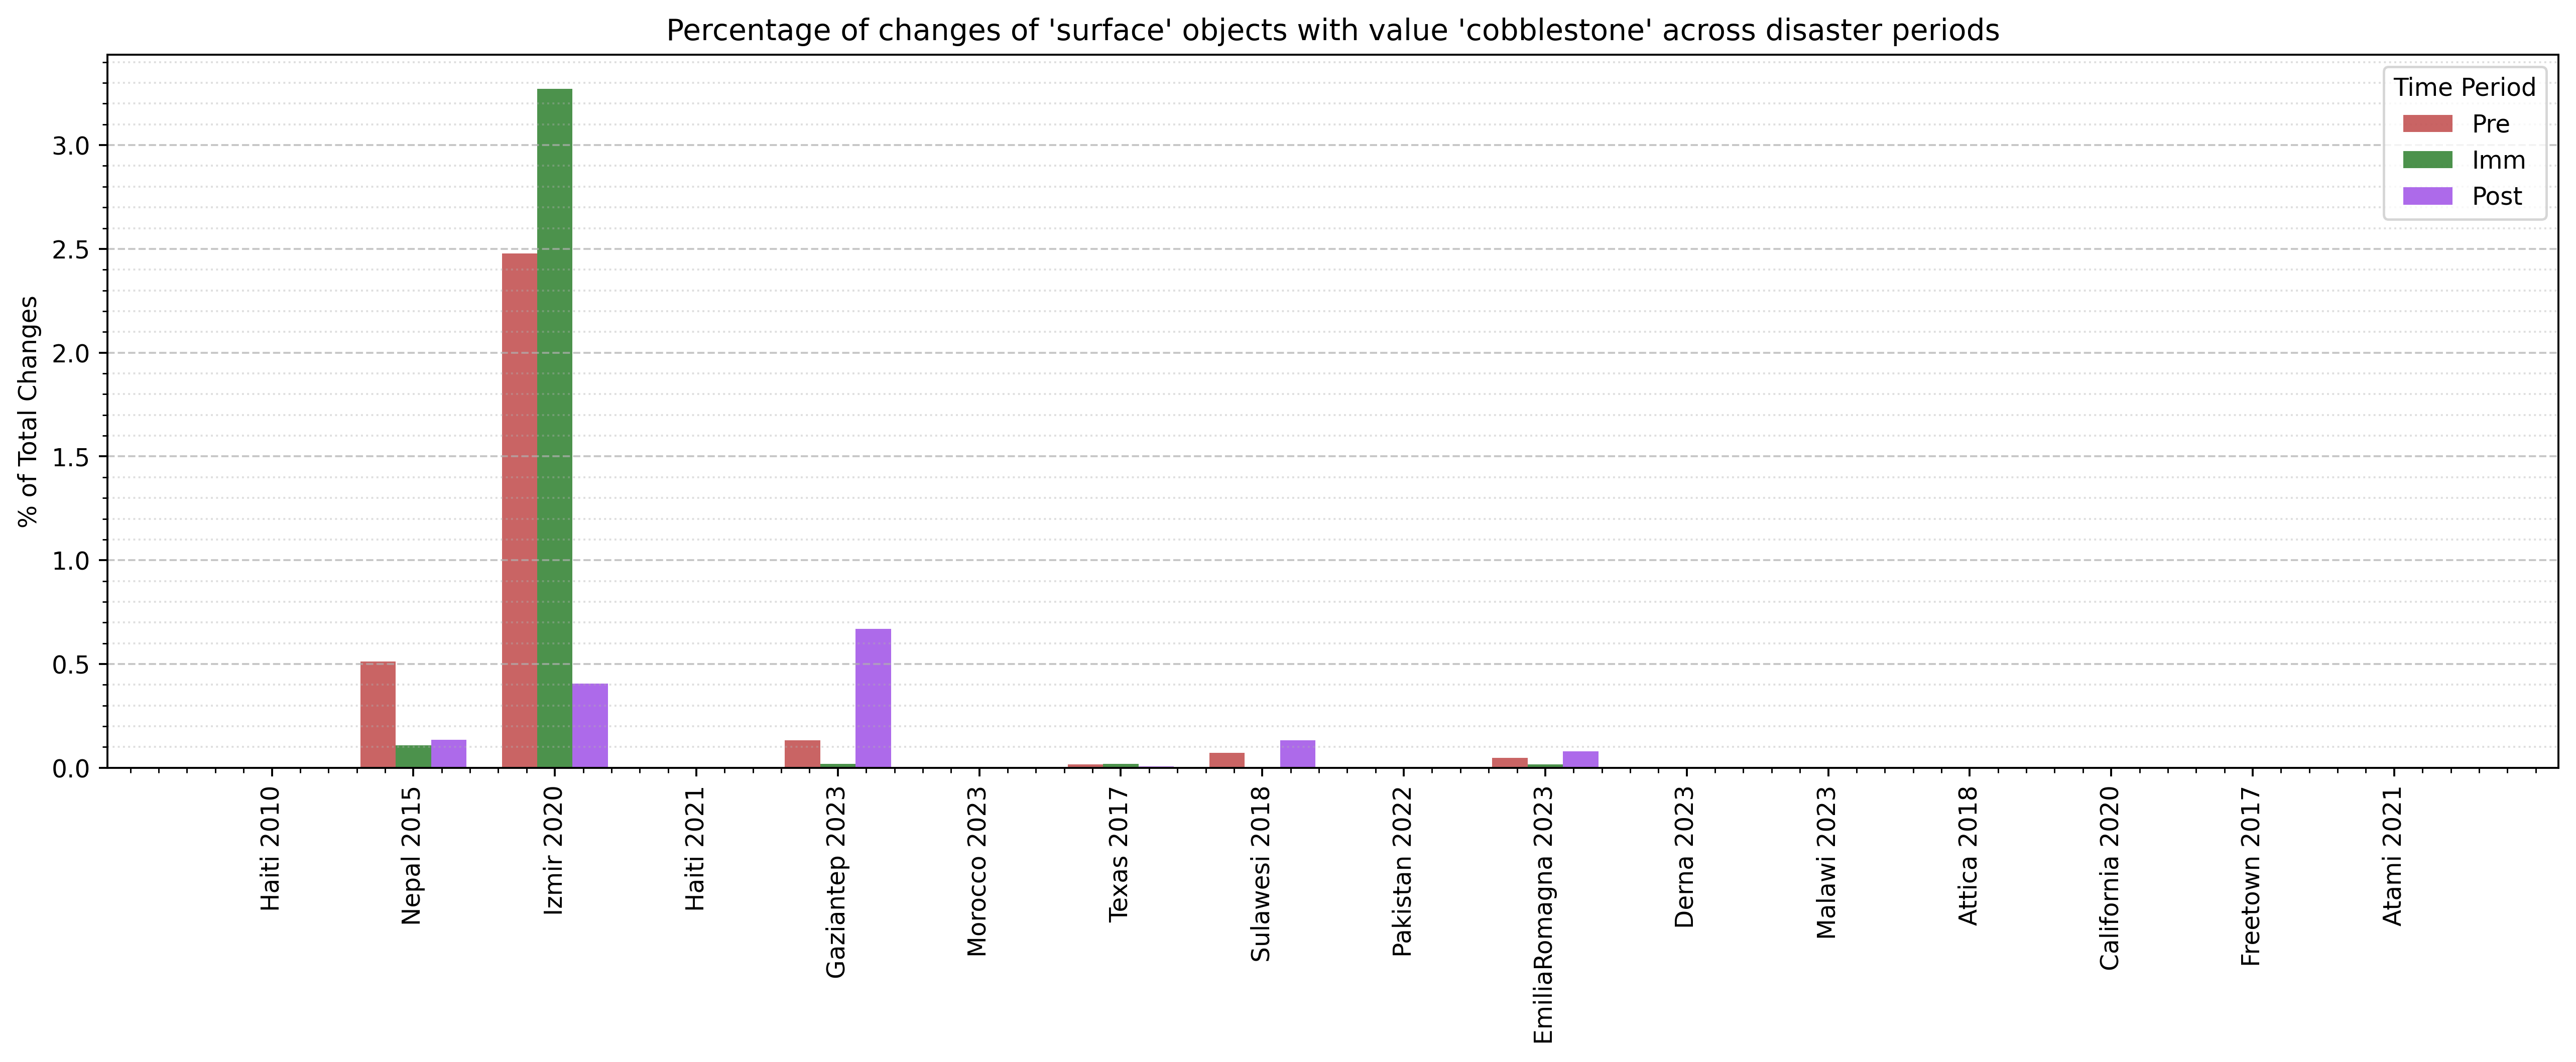 Percentage of changes of 'surface' objects with value 'cobblestone' across disaster periods
% of Total Changes
3.0
2.5
2.0
1.5
1.0
0.5
0.0
Time Period
Pre
Imm
Post
Haiti 2010
Nepal 2015
Izmir 2020
Haiti 2021
Gaziantep 2023
Morocco 2023
Texas 2017
Sulawesi 2018
Pakistan 2022
EmiliaRomagna 2023
Derna 2023
Malawi 2023
Attica 2018
California 2020
Freetown 2017
Atami 2021